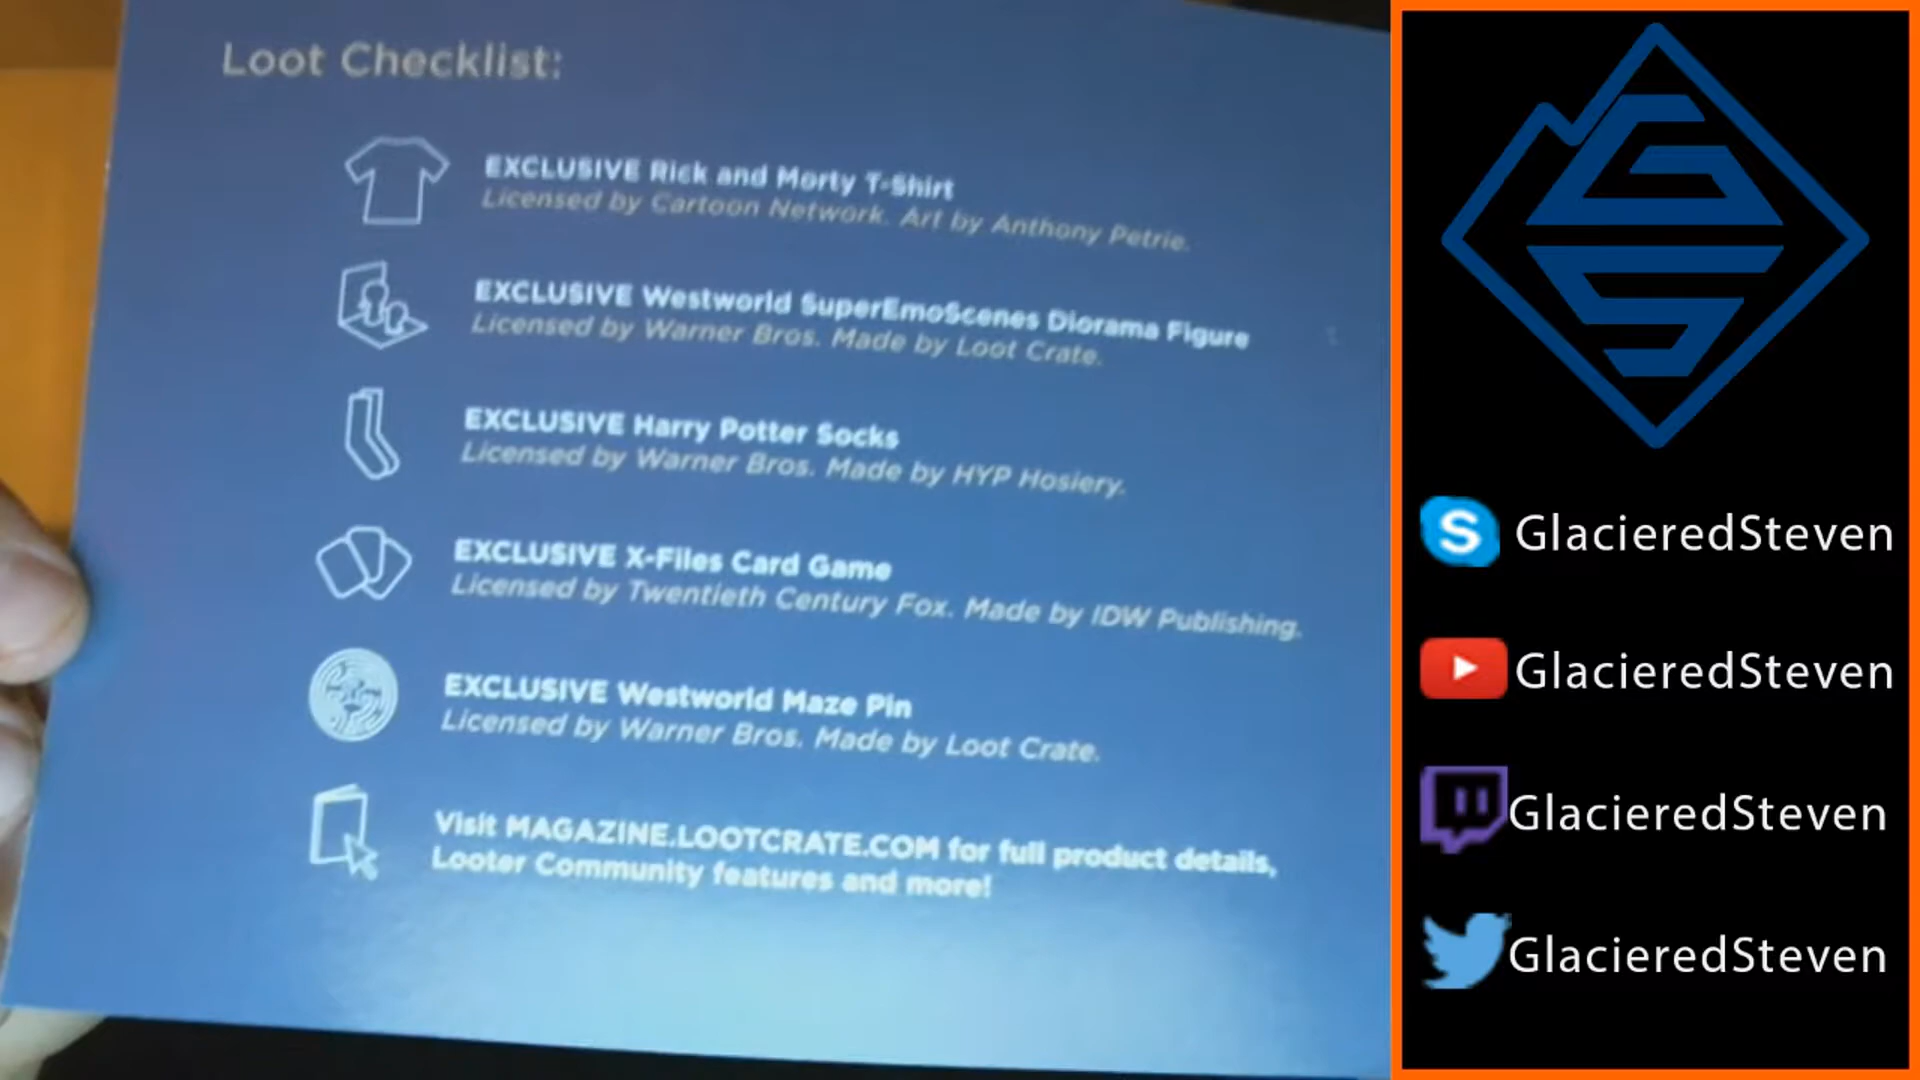 Loot Checklist:
EXCLUSIVE Rick and Morty T-Shirt
Licensed by Cartoon Network. Art by Anthony Petrie.
EXCLUSIVE Westworld SuperEmoScenes Diorama Figure
Licensed by Warner Bros. Made by Loot Crate.
EXCLUSIVE Harry Potter Socks
Licensed by Warner Bros. Made by HYP Hosiery.
EXCLUSIVE X-Files Card Game
Licensed by Twentieth Century Fox. Made by IDW Publishing.
EXCLUSIVE Westworld Maze Pin
Licensed by Warner Bros. Made by Loot Crate.
Visit MAGAZINE.LOOTCRATE.COM for full product details,
Looter Community features and more!
GS
S GlacieredSteven
GlacieredSteven
GlacieredSteven
GlacieredSteven